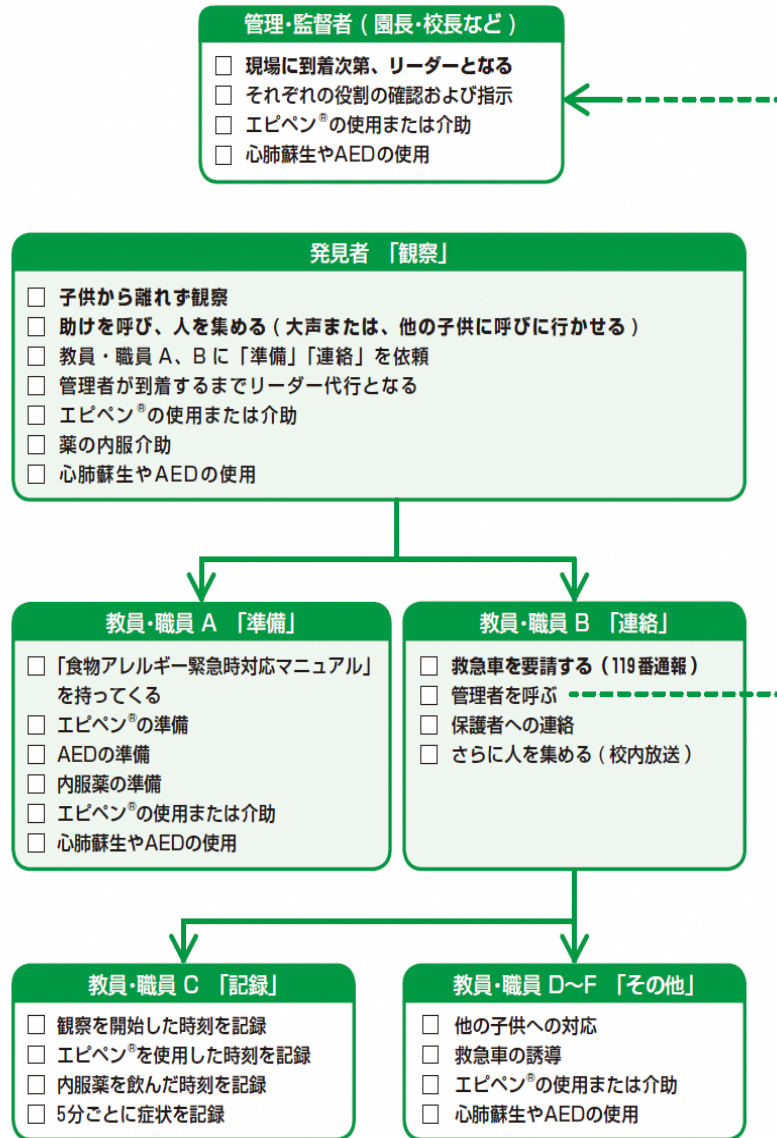 管理・監督者（園長・校長など）
□ 現場に到着次第、リーダーとなる
□ それぞれの役割の確認および指示
□ エピペン®の使用または介助
□ 心肺蘇生やAEDの使用
発見者 「観察」
□ 子供から離れず観察
□ 助けを呼び、人を集める（大声または、他の子供に呼びに行かせる）
□ 教員・職員 A、B に「準備」「連絡」を依頼
□ 管理者が到着するまでリーダー代行となる
□ エピペン®の使用または介助
□ 薬の内服介助
□ 心肺蘇生やAEDの使用
教員・職員 A 「準備」
□ 「食物アレルギー緊急時対応マニュアル」
を持ってくる
□ エピペン®の準備
□ AEDの準備
□ 内服薬の準備
□ エピペン®の使用または介助
□ 心肺蘇生やAEDの使用
教員・職員 B 「連絡」
□ 救急車を要請する（119番通報）
□ 管理者を呼ぶ
□ 保護者への連絡
□ さらに人を集める（校内放送）
教員・職員 C 「記録」
□ 観察を開始した時刻を記録
□ エピペン®を使用した時刻を記録
□ 内服薬を飲んだ時刻を記録
□ 5分ごとに症状を記録
教員・職員 D～F 「その他」
□ 他の子供への対応
□ 救急車の誘導
□ エピペン®の使用または介助
□ 心肺蘇生やAEDの使用